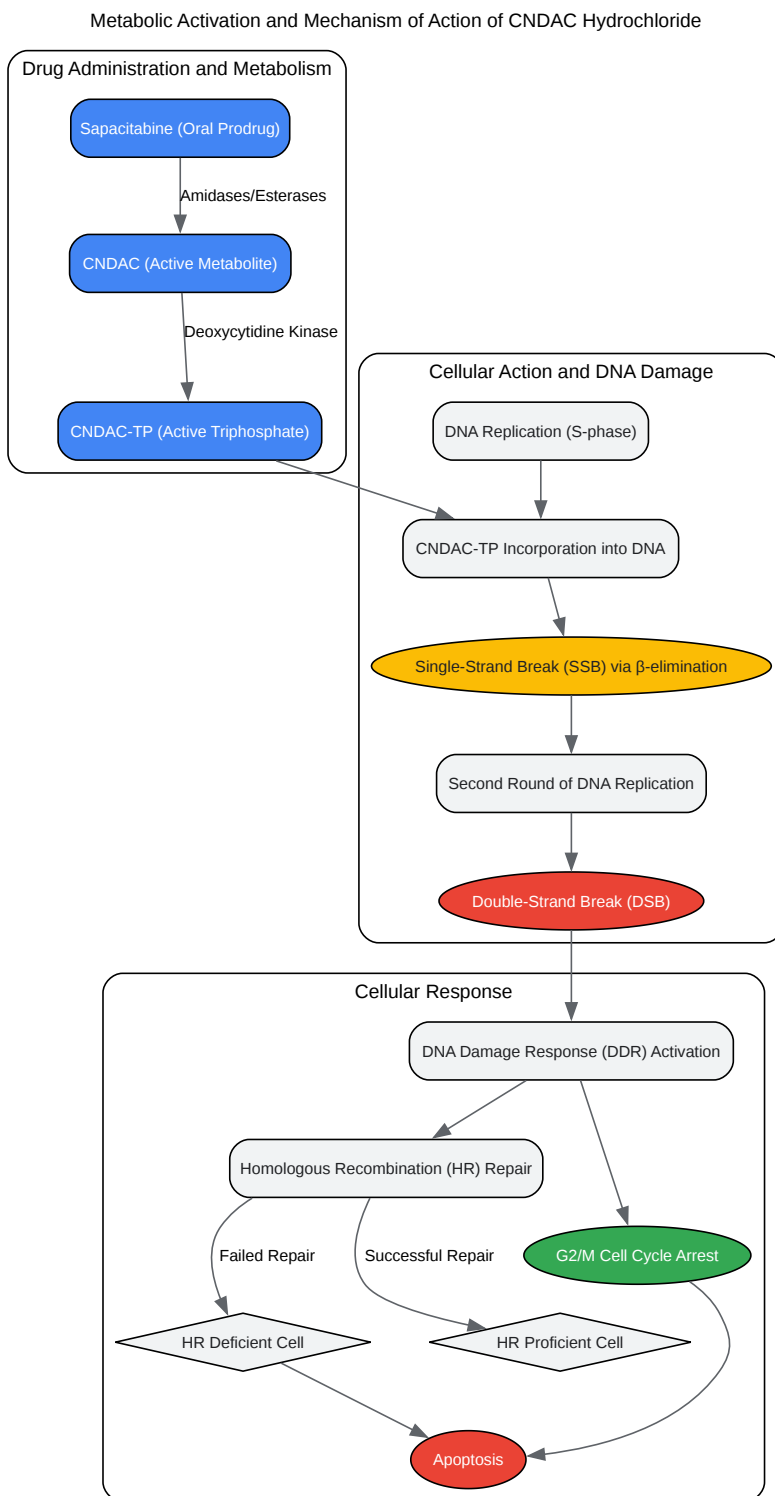 Metabolic Activation and Mechanism of Action of CNDAC Hydrochloride
Drug Administration and Metabolism
Sapacitabine (Oral Prodrug)
Amidases/Esterases
CNDAC (Active Metabolite)
Deoxycytidine Kinase
CNDAC-TP (Active Triphosphate)
Cellular Action and DNA Damage
DNA Replication (S-phase)
CNDAC-TP Incorporation into DNA
Single-Strand Break (SSB) via β-elimination
Second Round of DNA Replication
Double-Strand Break (DSB)
Cellular Response
DNA Damage Response (DDR) Activation
Homologous Recombination (HR) Repair
Failed Repair
Successful Repair
G2/M Cell Cycle Arrest
HR Deficient Cell
HR Proficient Cell
Apoptosis